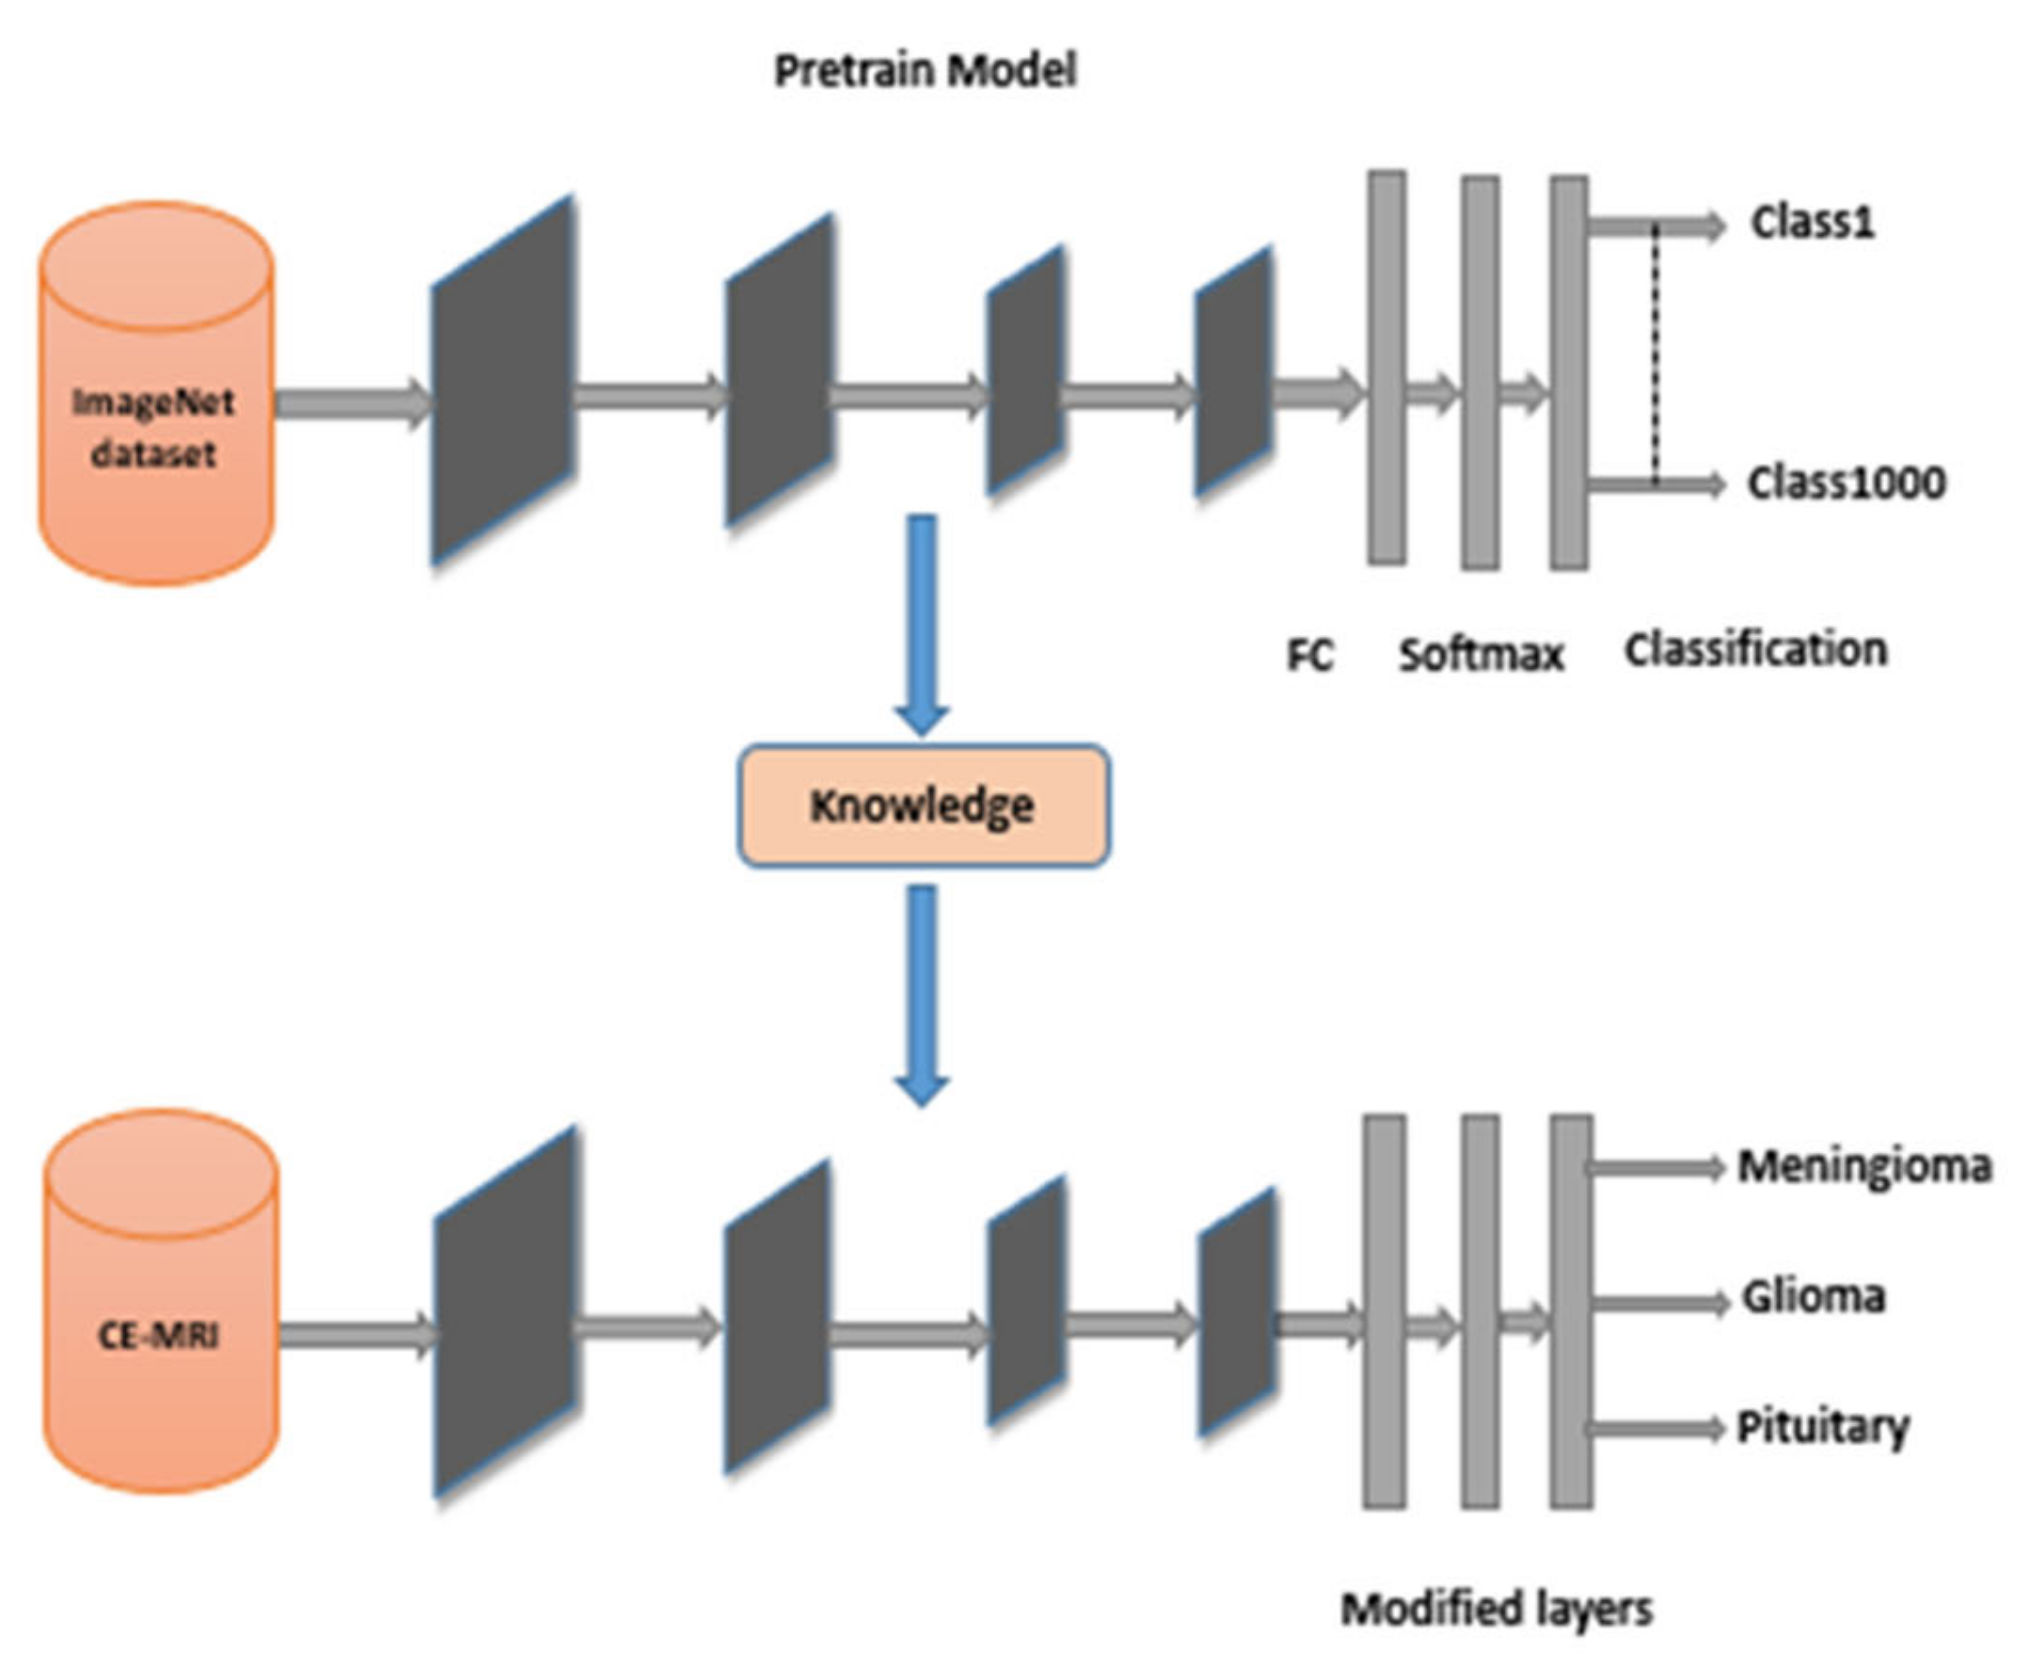 Pretrain Model
ImageNet
dataset
Class1
Class1000
FC
Softmax
Classification
Knowledge
CE-MRI
Meningioma
Glioma
Pituitary
Modified layers